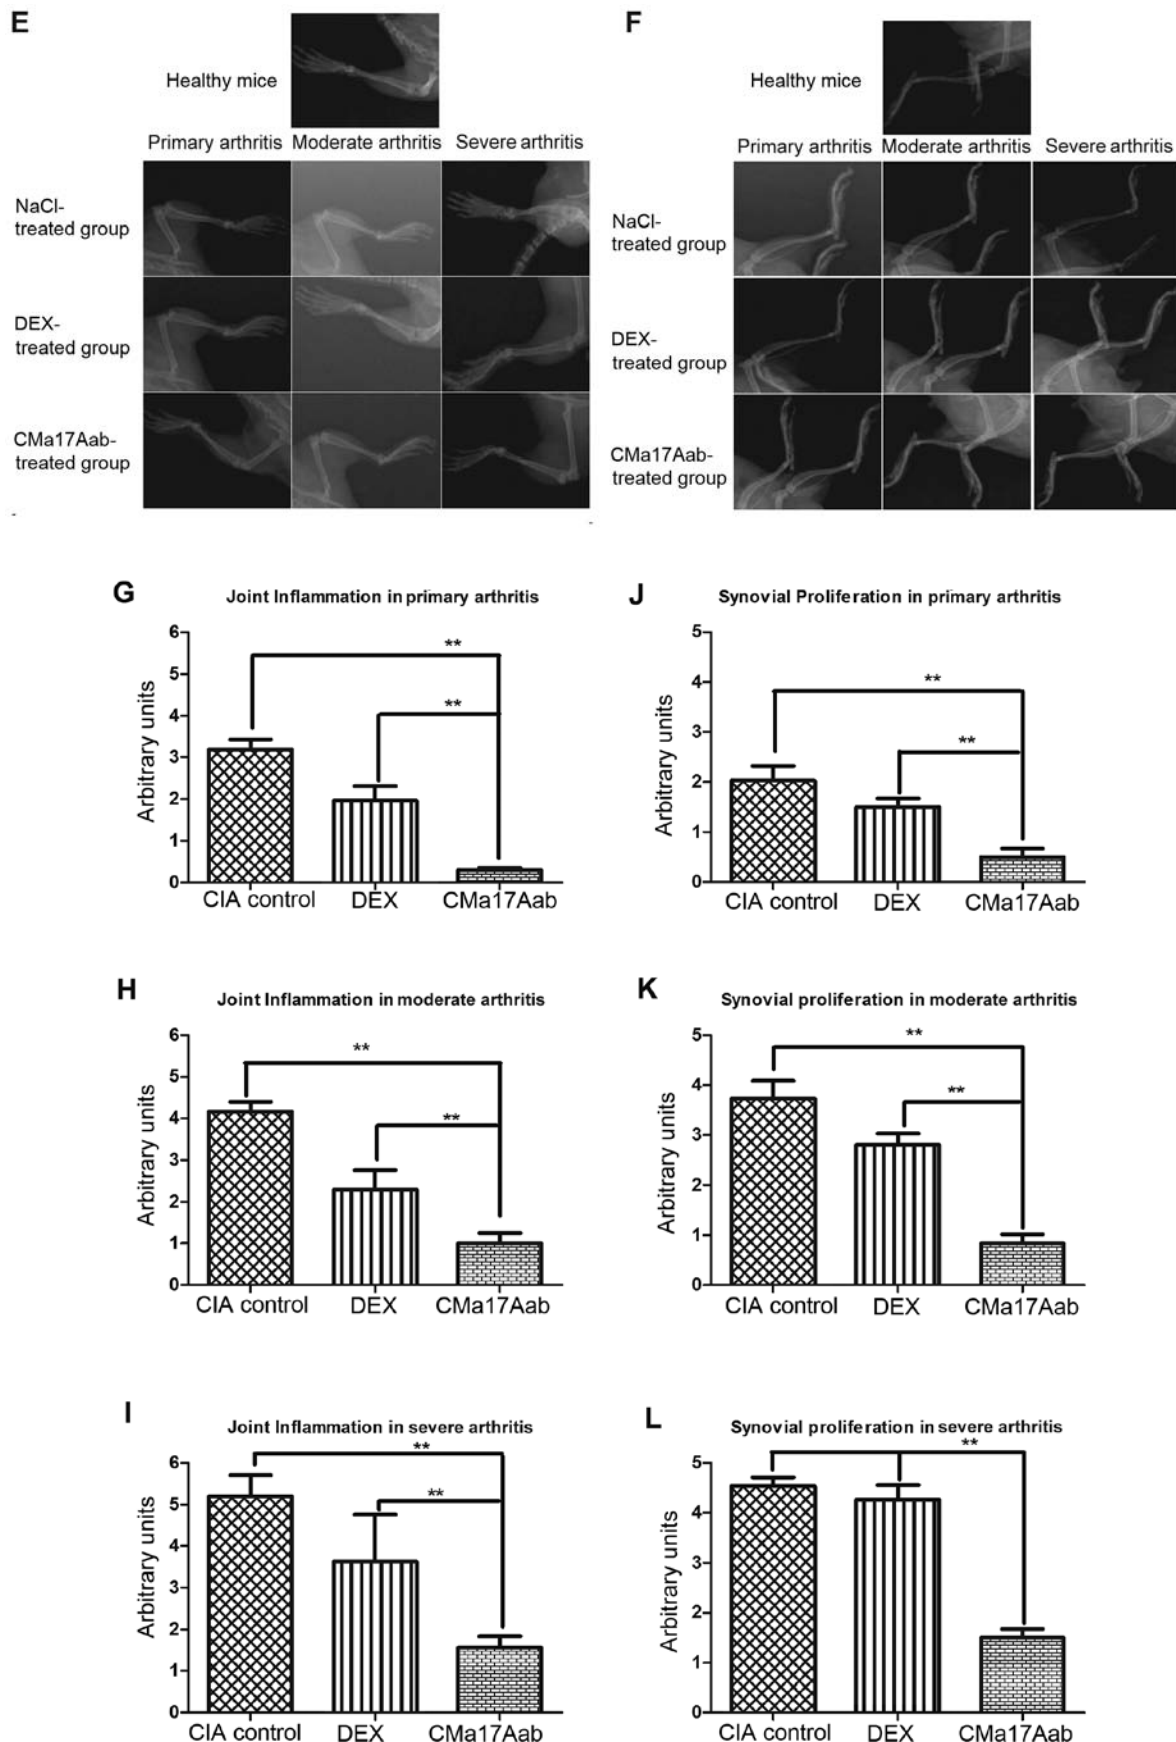 E
Healthy mice
Primary arthritis Moderate arthritis Severe arthritis
NaCl-
treated group
DEX-
treated group
CMa17Aab-
treated group
F
Healthy mice
Primary arthritis Moderate arthritis Severe arthritis
NaCl-
treated group
DEX-
treated group
CMa17Aab-
treated group
G
Joint Inflammation in primary arthritis
Arbitrary units
6
5
4
3
2
1
0
**
**
CIA control DEX CMa17Aab
J
Synovial Proliferation in primary arthritis
Arbitrary units
5
4
3
2
1
0
**
**
CIA control DEX CMa17Aab
H
Joint Inflammation in moderate arthritis
Arbitrary units
6
5
4
3
2
1
0
**
**
CIA control DEX CMa17Aab
K
Synovial proliferation in moderate arthritis
Arbitrary units
5
4
3
2
1
0
**
**
CIA control DEX CMa17Aab
I
Joint Inflammation in severe arthritis
Arbitrary units
6
5
4
3
2
1
0
**
**
CIA control DEX CMa17Aab
L
Synovial proliferation in severe arthritis
Arbitrary units
5
4
3
2
1
0
**
CIA control DEX CMa17Aab